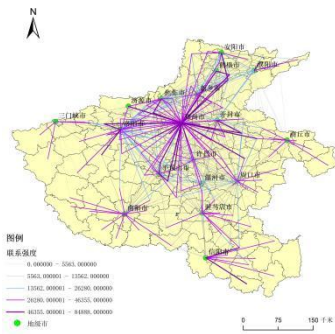 N
安阳市
鹤壁市
濮阳市
济源市
焦作市
新乡市
三门峡市
洛阳市
郑州市
开封市
商丘市
许昌市
平顶山市
漯河市
周口市
南阳市
驻马店市
信阳市
图例
联系强度
0.000000 - 5563.000000
5563.000001 - 13562.000000
13562.000001 - 26280.000000
26280.000001 - 46355.000000
46355.000001 - 84888.000000
地级市
0
75
150 千米